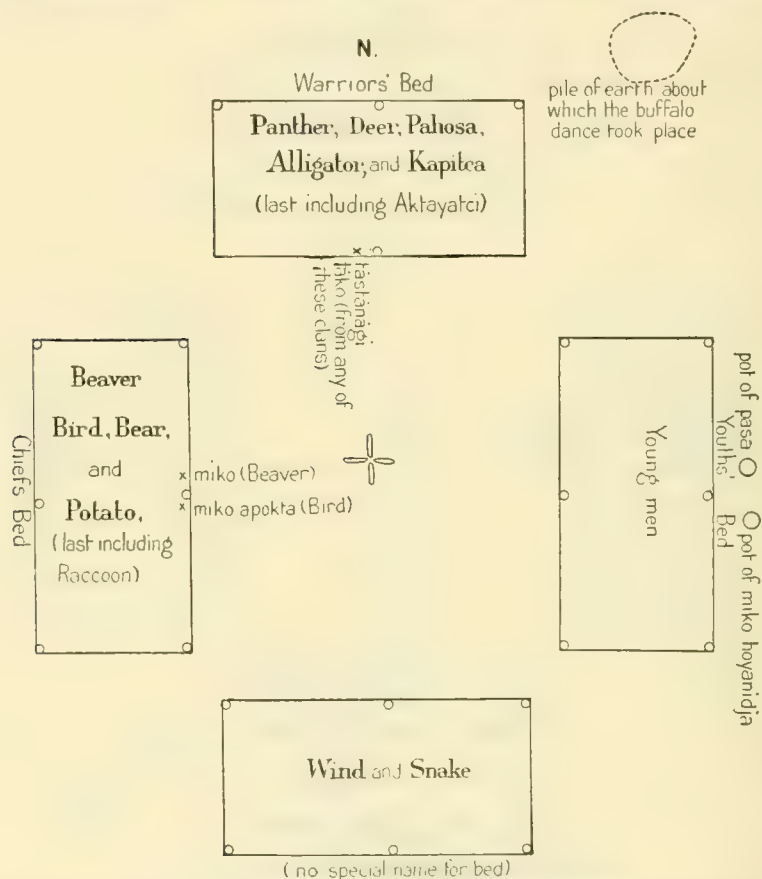 N.
Warriors' Bed
Panther, Deer, Pahosa,
Alligator, and Kapitca
(last including Aktayatci)
pile of earth about
which the buffalo
dance took place
x tàstànàgi
łàko (from any of
these clans)
Chiefs Bed
Beaver
Bird, Bear,
and
Potato,
(last including
Raccoon)
x miko (Beaver)
x miko apokta (Bird)
Young men
pot of pasa
Youths'
Bed
pot of miko hoyanidja
Wind and Snake
(no special name for bed)